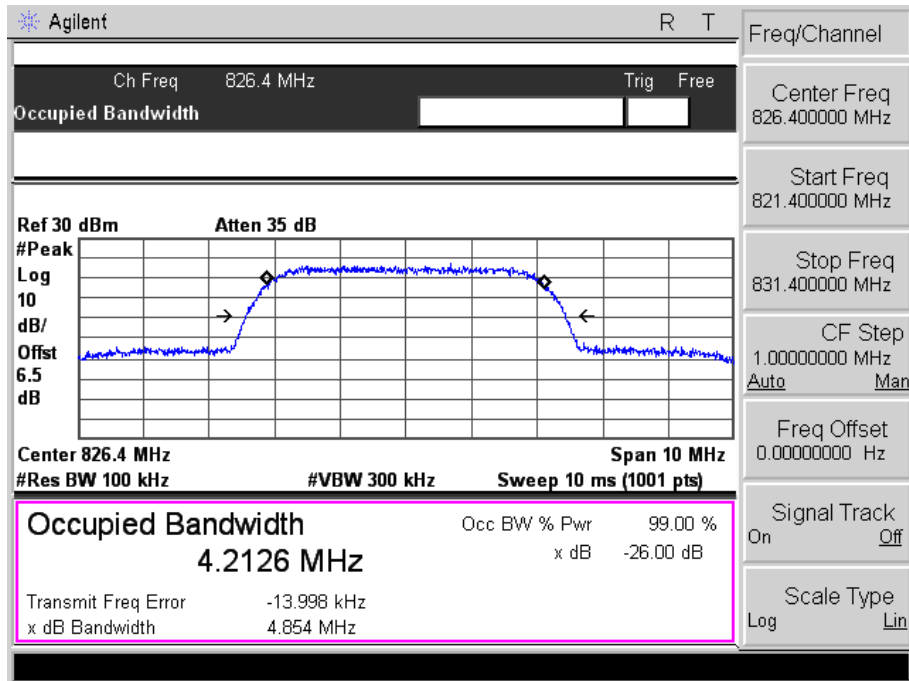 Agilent R T
Ch Freq 826.4 MHz Trig Free
Occupied Bandwidth
Ref 30 dBm Atten 35 dB
#Peak
Log
10
dB/
Offst
6.5
dB
Center 826.4 MHz Span 10 MHz
#Res BW 100 kHz #VBW 300 kHz Sweep 10 ms (1001 pts)
Occupied Bandwidth
4.2126 MHz
Occ BW % Pwr 99.00 %
x dB -26.00 dB
Transmit Freq Error -13.998 kHz
x dB Bandwidth 4.854 MHz
Freq/Channel
Center Freq
826.400000 MHz
Start Freq
821.400000 MHz
Stop Freq
831.400000 MHz
CF Step
1.00000000 MHz
Auto Man
Freq Offset
0.00000000 Hz
Signal Track
On Off
Scale Type
Log Lin